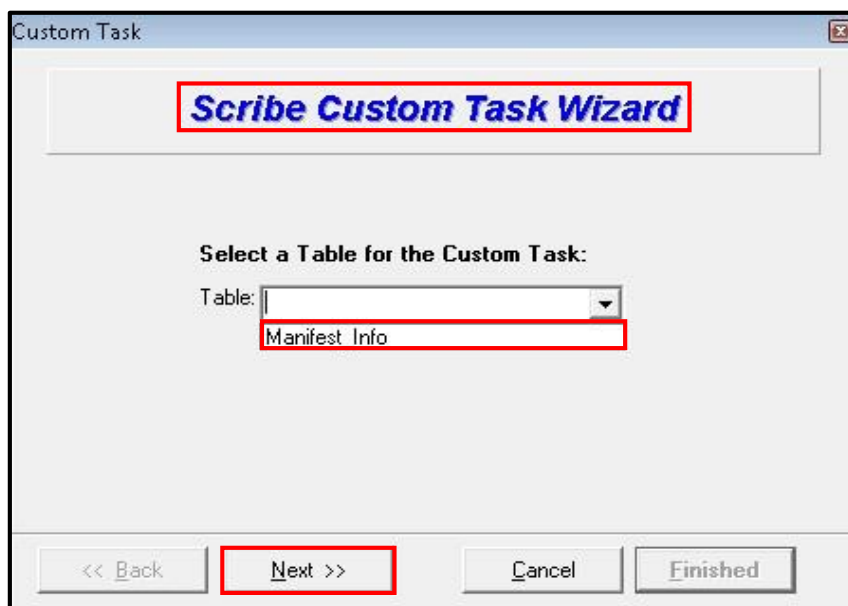 Custom Task
Scribe Custom Task Wizard
Select a Table for the Custom Task:
Table:
Manifest_Info
<< Back Next >> Cancel Finished